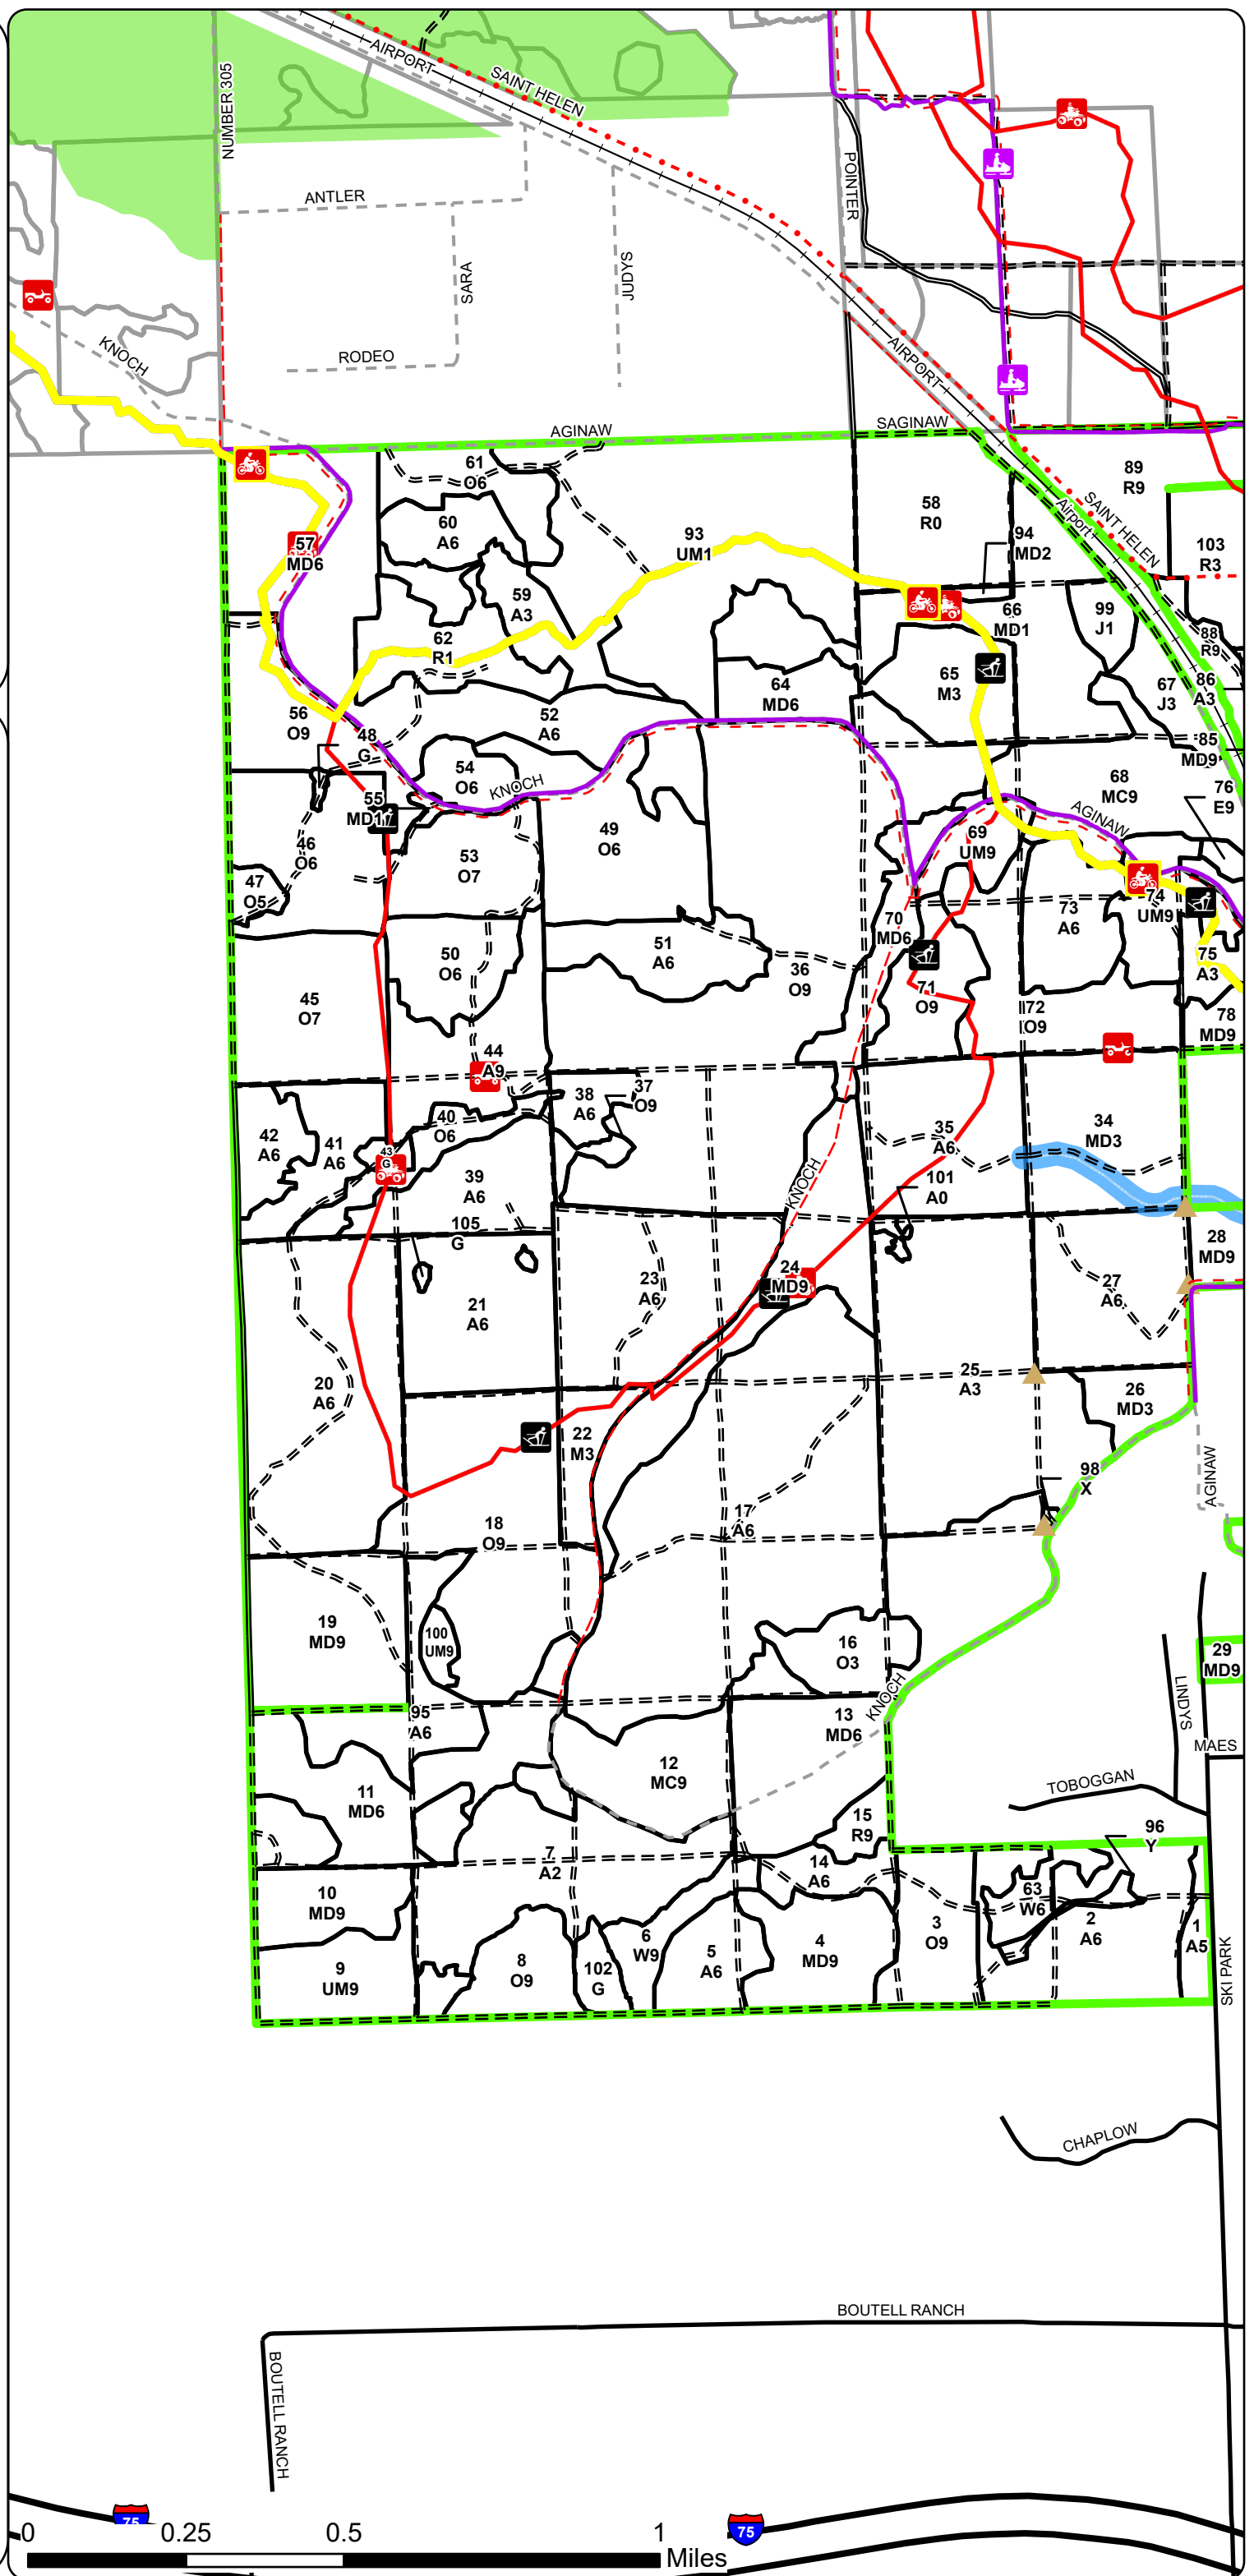 NUMBER 305
AIRPORT
SAINT HELEN
ANTLER
SARA
JUDYS
RODEO
KNOCH
POINTER
AIRPORT
AGINAW
SAGINAW
Airport
SAINT HELEN
61
O6
60
A6
58
R0
89
R9
93
UM1
94
MD2
103
R3
57
MD6
59
A3
66
MD1
99
J1
88
R9
62
R1
65
M3
64
MD6
67
J3
86
A3
56
O9
52
A6
48
G
85
MD9
54
O6
KNOCH
68
MC9
76
E9
55
MD1
AGINAW
49
O6
69
UM9
46
O6
53
O7
47
O5
74
UM9
73
A6
70
MD6
51
A6
50
O6
36
O9
75
A3
71
O9
45
O7
72
O9
78
MD9
44
A9
37
O9
38
A6
40
O6
34
MD3
42
A6
41
A6
43
G
35
A6
39
A6
KNOCH
101
A0
105
G
28
MD9
24
MD9
23
A6
27
A6
21
A6
20
A6
25
A3
26
MD3
22
M3
98
X
AGINAW
17
A6
18
O9
19
MD9
100
UM9
16
O3
29
MD9
KNOCH
LINDYS
95
A6
13
MD6
MAES
12
MC9
TOBOGGAN
11
MD6
15
R9
96
Y
7
A2
14
A6
10
MD9
63
W6
3
O9
2
A6
1
A5
6
W9
5
A6
4
MD9
9
UM9
8
O9
102
G
SKI PARK
CHAPLOW
BOUTELL RANCH
BOUTELL RANCH
75
75
0 0.25 0.5 1
Miles